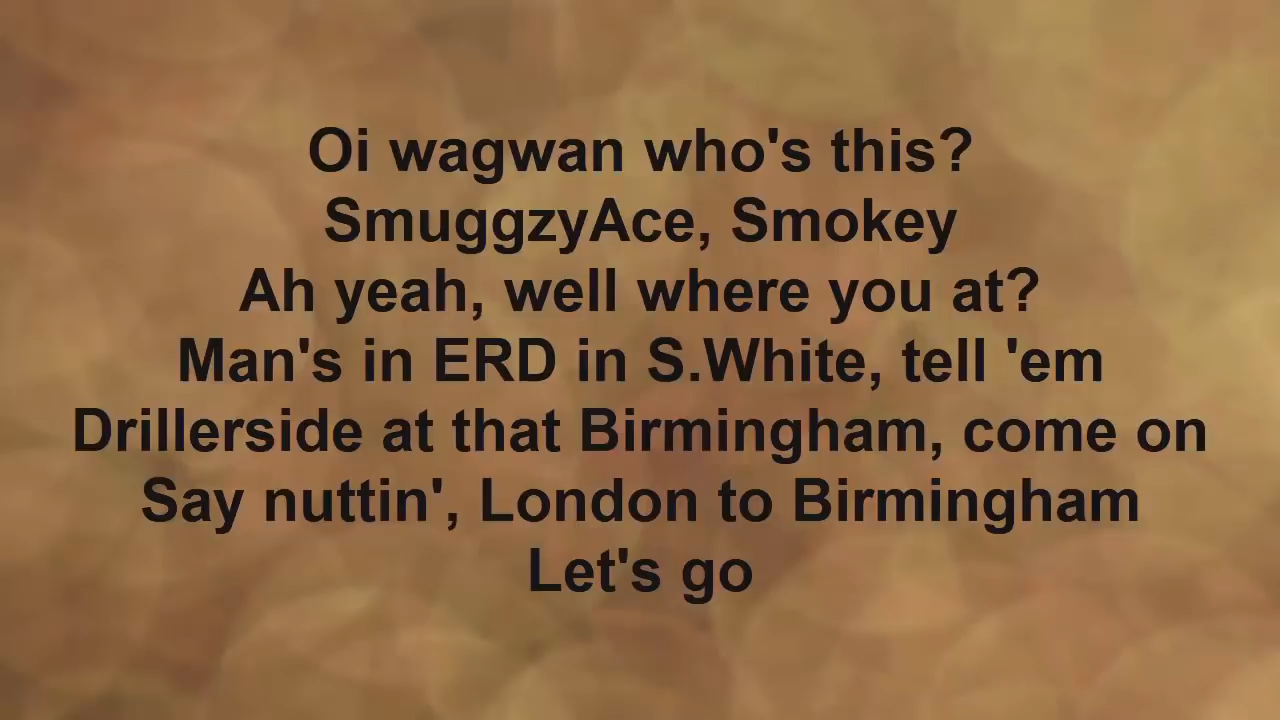 Oi wagwan who's this?
SmuggzyAce, Smokey
Ah yeah, well where you at?
Man's in ERD in S.White, tell 'em
Drillerside at that Birmingham, come on
Say nuttin', London to Birmingham
Let's go